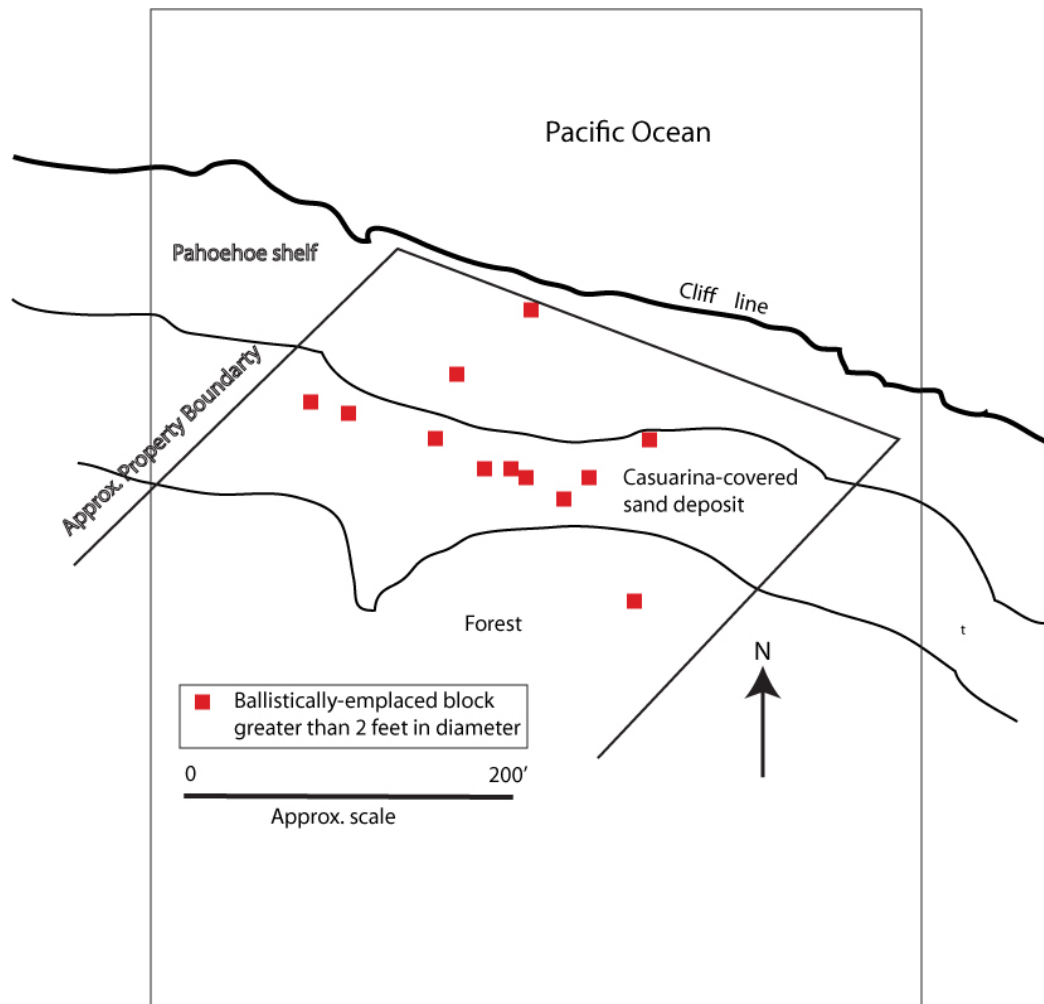 Pacific Ocean
Pahoehoe shelf
Cliff line
Approx. Property Boundarty
Casuarina-covered
sand deposit
Forest
t
N
Ballistically-emplaced block
greater than 2 feet in diameter
0 200'
Approx. scale